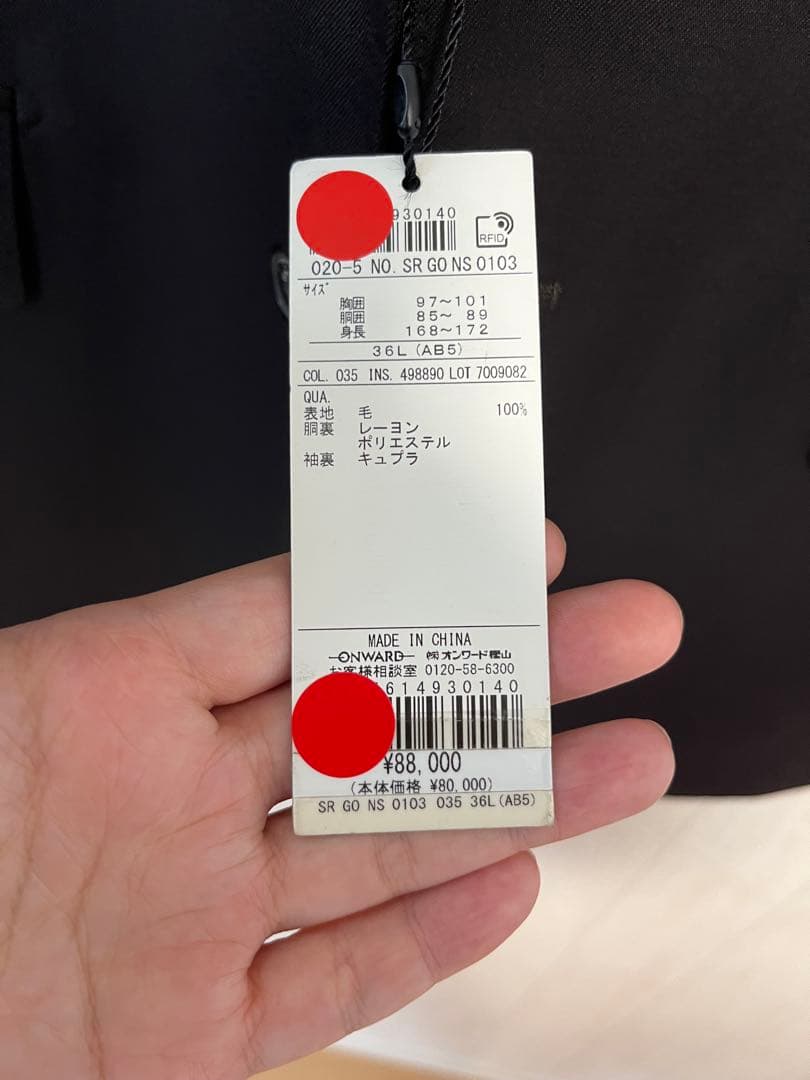 930140
RFID
020-5 NO. SR GO NS 0103
サイズ
胸囲 97～101
胴囲 85～ 89
身長 168～172
36L (AB5)
COL. 035 INS. 498890 LOT 7009082
QUA.
表地 毛 100%
胴裏 レーヨン
ポリエステル
袖裏 キュプラ
MADE IN CHINA
ONWARD ㈱オンワード樫山
お客様相談室 0120-58-6300
614930140
¥88,000
(本体価格 ¥80,000)
SR GO NS 0103 035 36L(AB5)